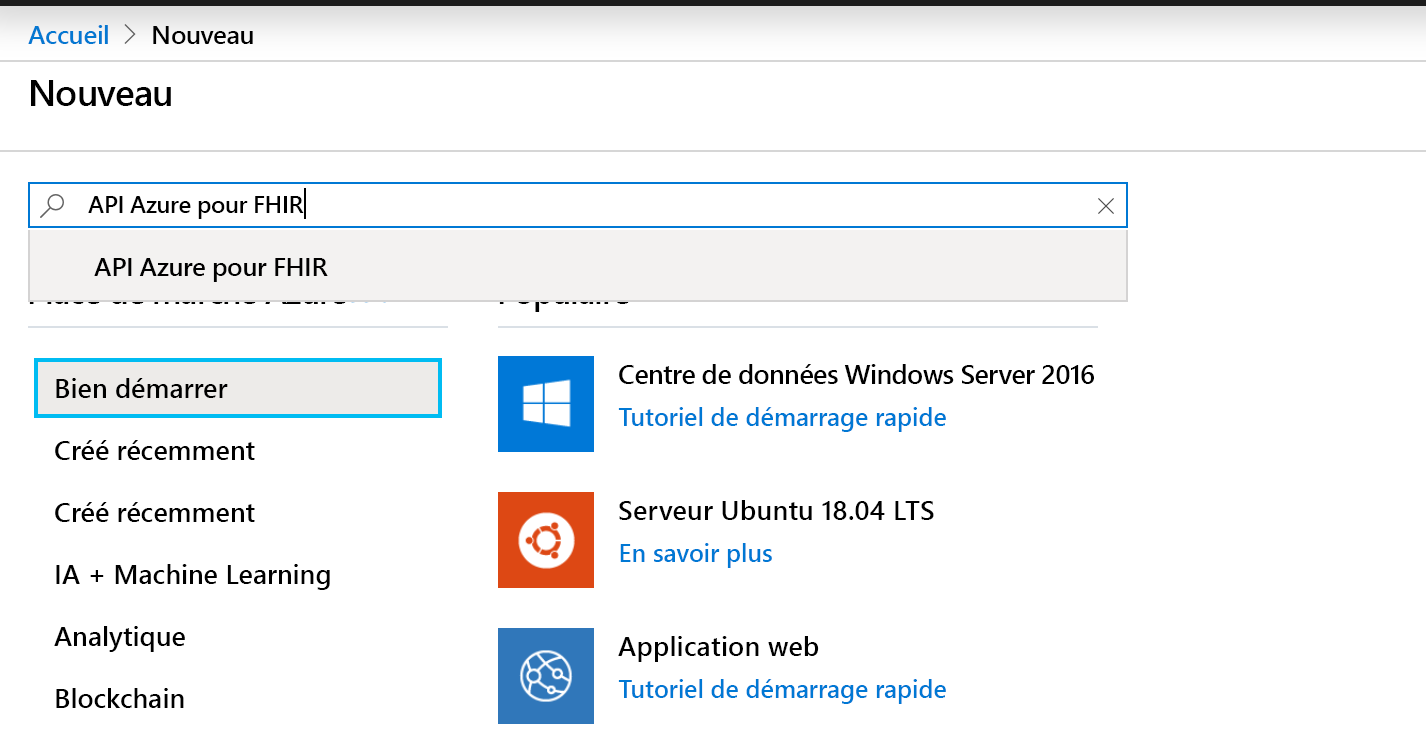 Accueil > Nouveau
Nouveau
API Azure pour FHIR
API Azure pour FHIR
Populaire
Bien démarrer
Créé récemment
Créé récemment
IA + Machine Learning
Analytique
Blockchain
Centre de données Windows Server 2016
Tutoriel de démarrage rapide
Serveur Ubuntu 18.04 LTS
En savoir plus
Application web
Tutoriel de démarrage rapide